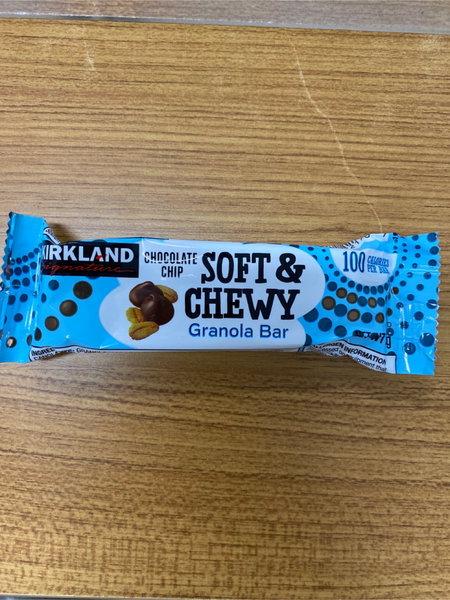 KIRKLAND
Signature
CHOCOLATE
CHIP
SOFT &
CHEWY
Granola Bar
100 CALORIES
PER BAR